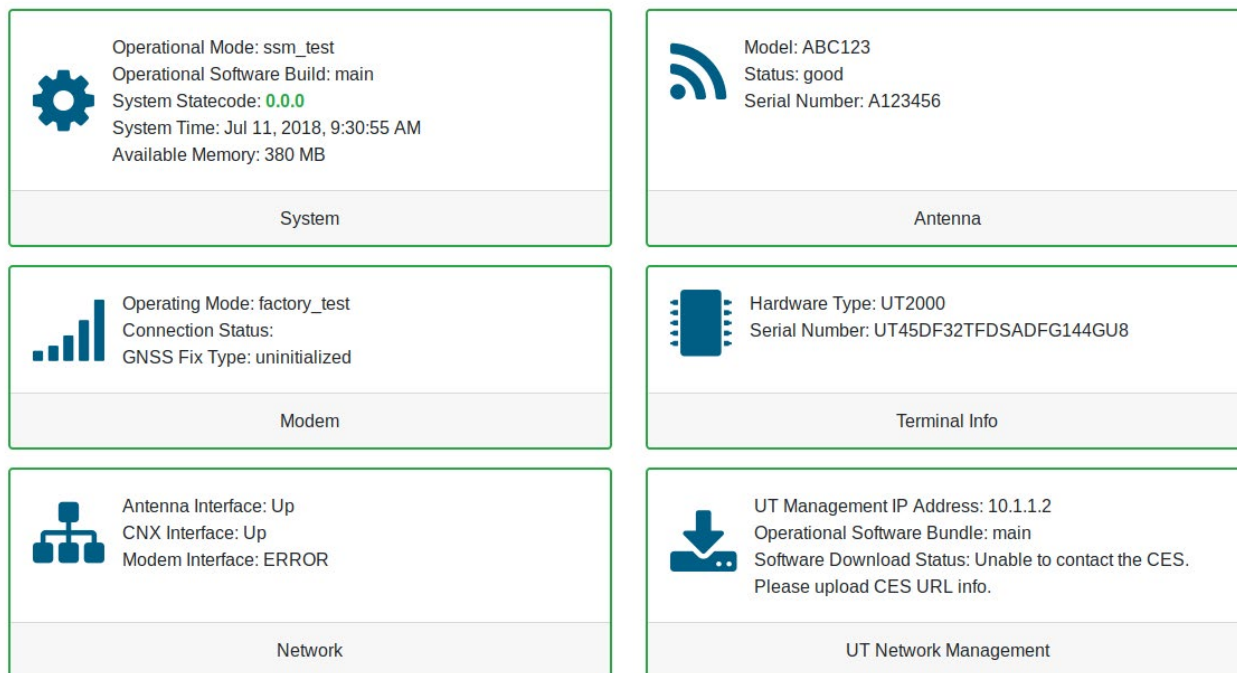 Operational Mode: ssm_test
Operational Software Build: main
System Statecode: 0.0.0
System Time: Jul 11, 2018, 9:30:55 AM
Available Memory: 380 MB
System
Model: ABC123
Status: good
Serial Number: A123456
Antenna
Operating Mode: factory_test
Connection Status:
GNSS Fix Type: uninitialized
Modem
Hardware Type: UT2000
Serial Number: UT45DF32TFDSADFG144GU8
Terminal Info
Antenna Interface: Up
CNX Interface: Up
Modem Interface: ERROR
Network
UT Management IP Address: 10.1.1.2
Operational Software Bundle: main
Software Download Status: Unable to contact the CES.
Please upload CES URL info.
UT Network Management